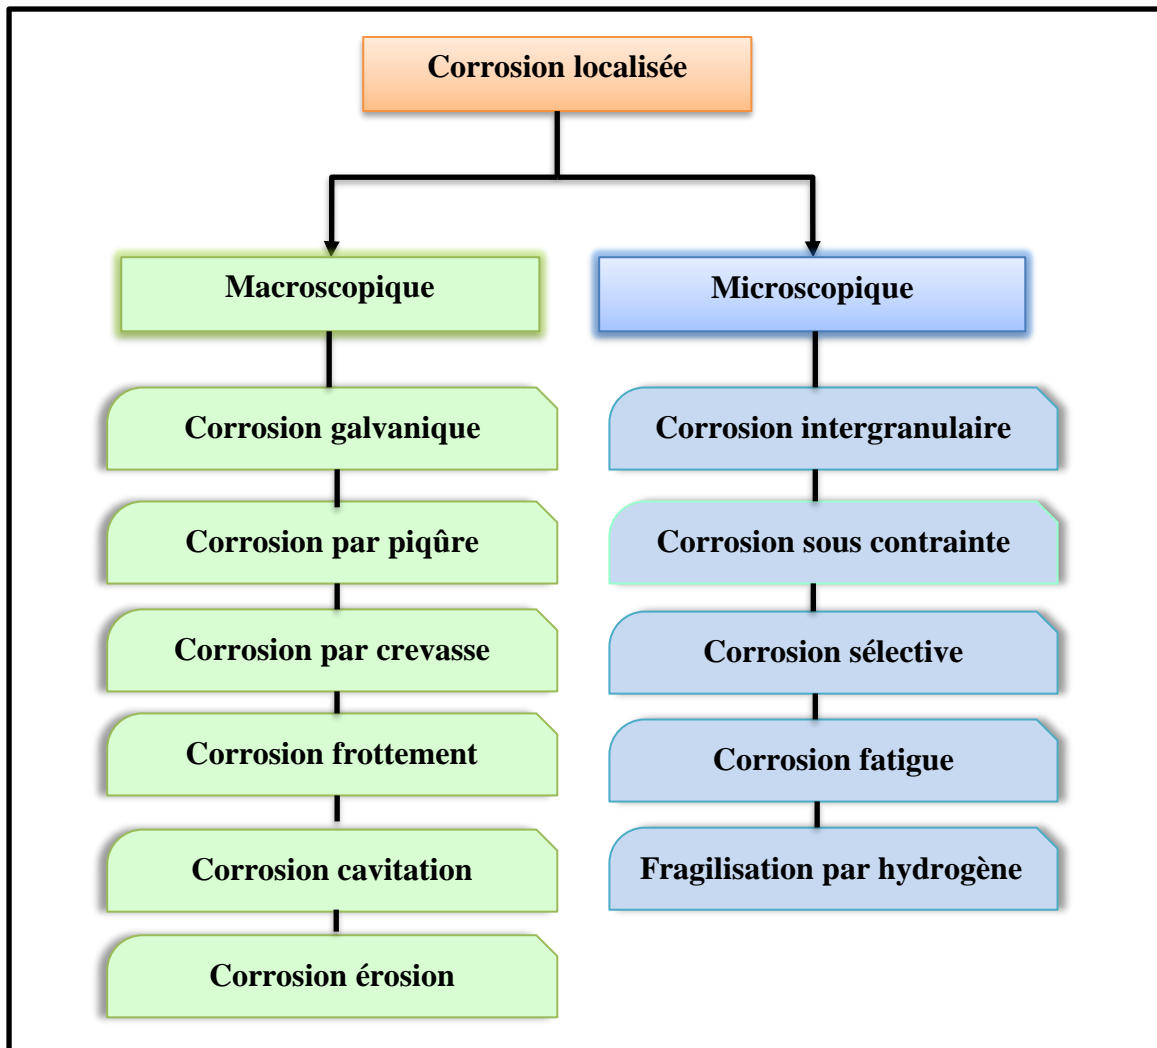 Corrosion localisée
Macroscopique
Corrosion galvanique
Corrosion par piqûre
Corrosion par crevasse
Corrosion frottement
Corrosion cavitation
Corrosion érosion
Microscopique
Corrosion intergranulaire
Corrosion sous contrainte
Corrosion sélective
Corrosion fatigue
Fragilisation par hydrogène